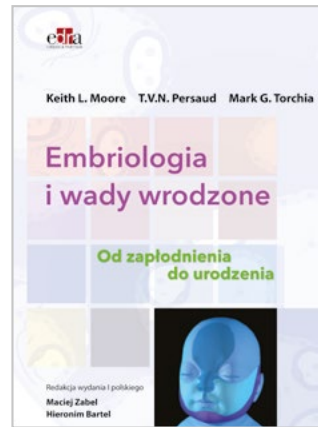 edra
Keith L. Moore T.V.N. Persaud Mark G. Torchia
Embriologia
i wady wrodzone
Od zapłodnienia
do urodzenia
Redakcja wydania I polskiego
Maciej Zabel
Hieronim Bartel